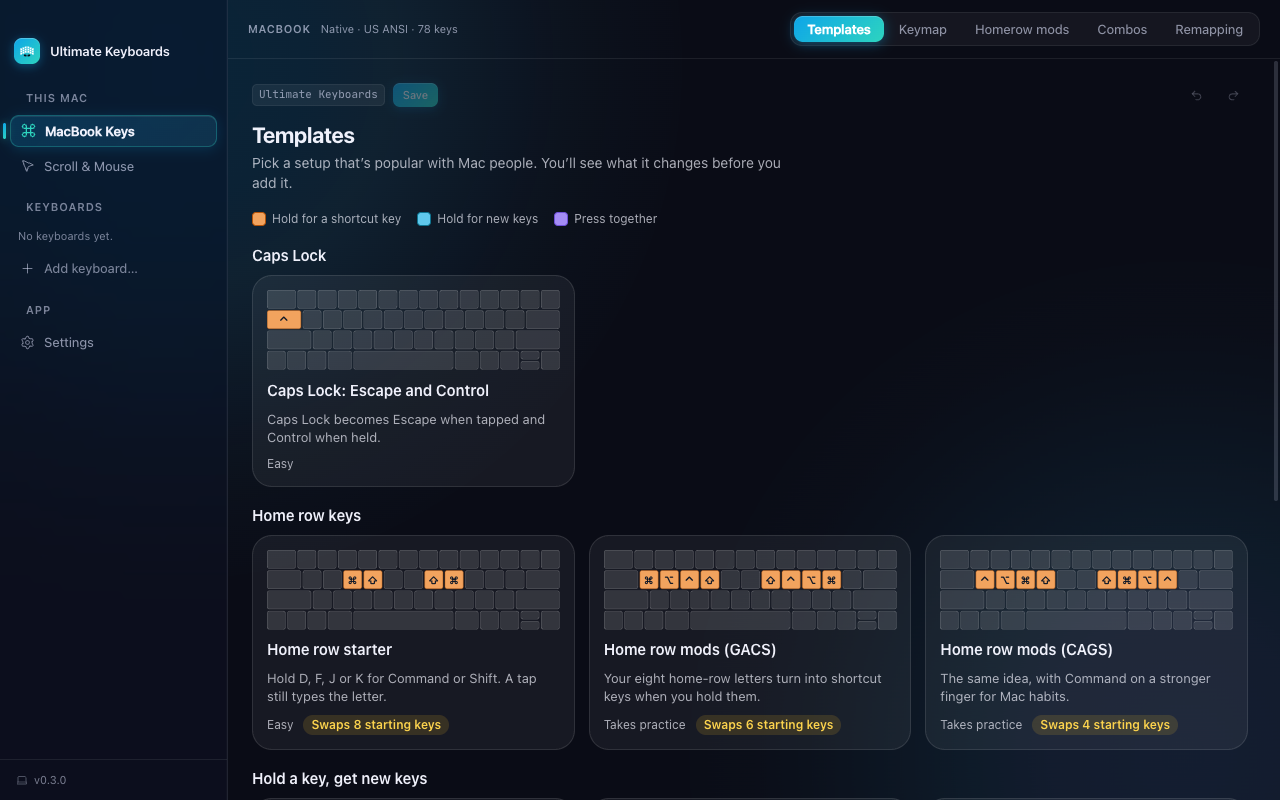 MACBOOK Native · US ANSI · 78 keys
Templates Keymap Homerow mods Combos Remapping
Ultimate Keyboards
THIS MAC
⌘ MacBook Keys
Scroll & Mouse
KEYBOARDS
No keyboards yet.
+ Add keyboard...
APP
Settings
v0.3.0
Ultimate Keyboards Save
Templates
Pick a setup that’s popular with Mac people. You’ll see what it changes before you
add it.
Hold for a shortcut key Hold for new keys Press together
Caps Lock
^
Caps Lock: Escape and Control
Caps Lock becomes Escape when tapped and
Control when held.
Easy
Home row keys
⌘ ⇧ ⇧ ⌘
Home row starter
Hold D, F, J or K for Command or Shift. A tap
still types the letter.
Easy Swaps 8 starting keys
⌘ ⌥ ^ ⇧ ⇧ ^ ⌥ ⌘
Home row mods (GACS)
Your eight home-row letters turn into shortcut
keys when you hold them.
Takes practice Swaps 6 starting keys
^ ⌥ ⌘ ⇧ ⇧ ⌘ ⌥ ^
Home row mods (CAGS)
The same idea, with Command on a stronger
finger for Mac habits.
Takes practice Swaps 4 starting keys
Hold a key, get new keys